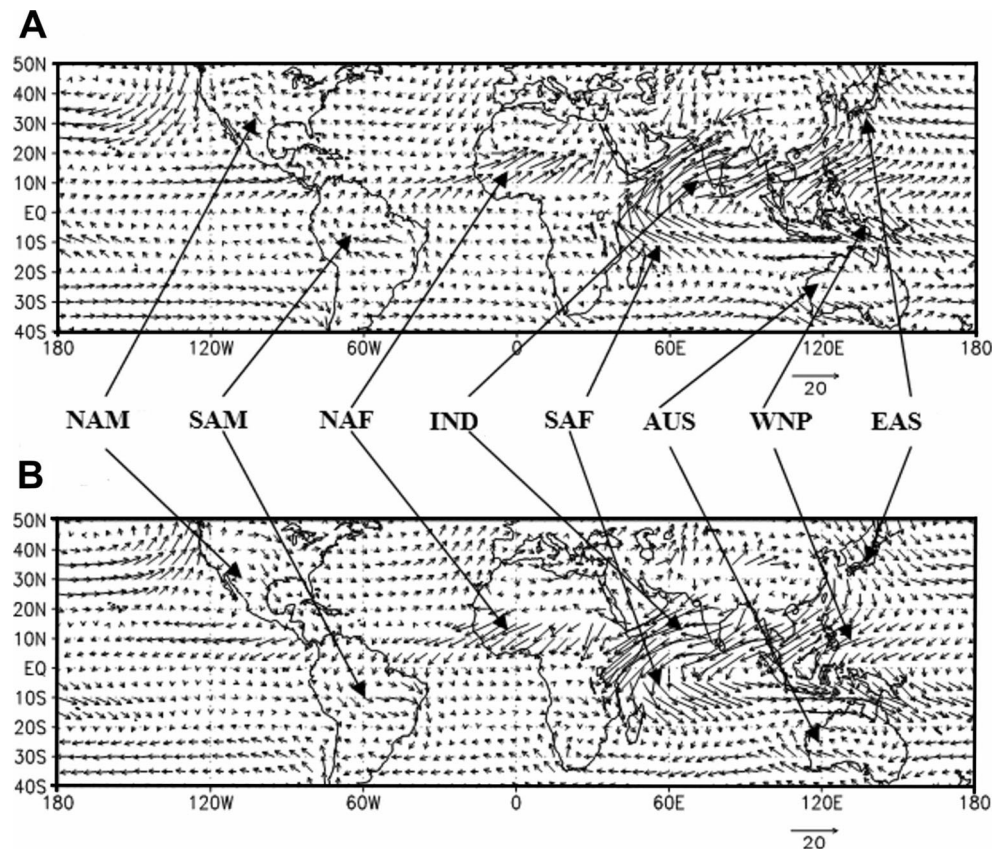 A
50N
40N
30N
20N
10N
EQ
10S
20S
30S
40S
180 120W 60W 0 60E 120E 180
20
NAM SAM NAF IND SAF AUS WNP EAS
B
50N
40N
30N
20N
10N
EQ
10S
20S
30S
40S
180 120W 60W 0 60E 120E 180
20